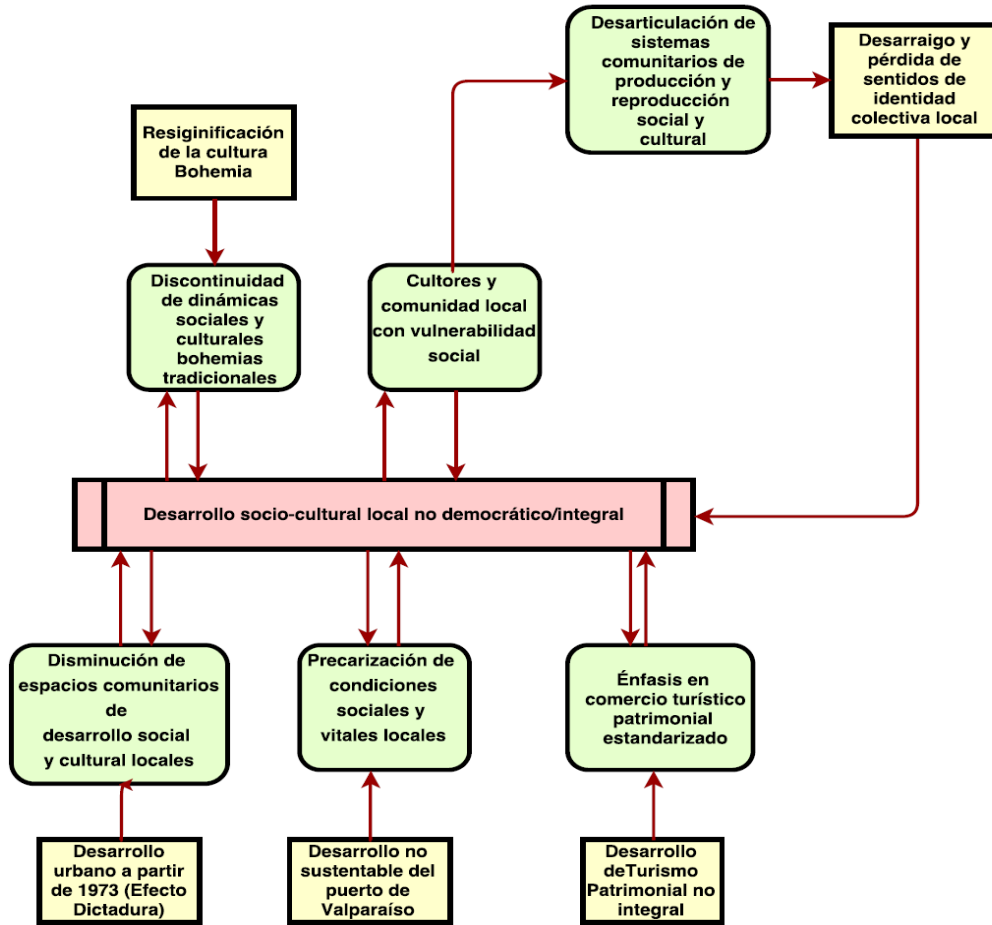 Desarticulación de
sistemas
comunitarios de
producción y
reproducción
social y
cultural
Desarraigo y
pérdida de
sentidos de
identidad
colectiva local
Resiginificación
de la cultura
Bohemia
Discontinuidad
de dinámicas
sociales y
culturales
bohemias
tradicionales
Cultores y
comunidad local
con vulnerabilidad
social
Desarrollo socio-cultural local no democrático/integral
Disminución de
espacios comunitarios
de
desarrollo social
y cultural locales
Precarización de
condiciones
sociales y
vitales locales
Énfasis en
comercio turístico
patrimonial
estandarizado
Desarrollo
urbano a partir
de 1973 (Efecto
Dictadura)
Desarrollo no
sustentable del
puerto de
Valparaíso
Desarrollo
deTurismo
Patrimonial no
integral